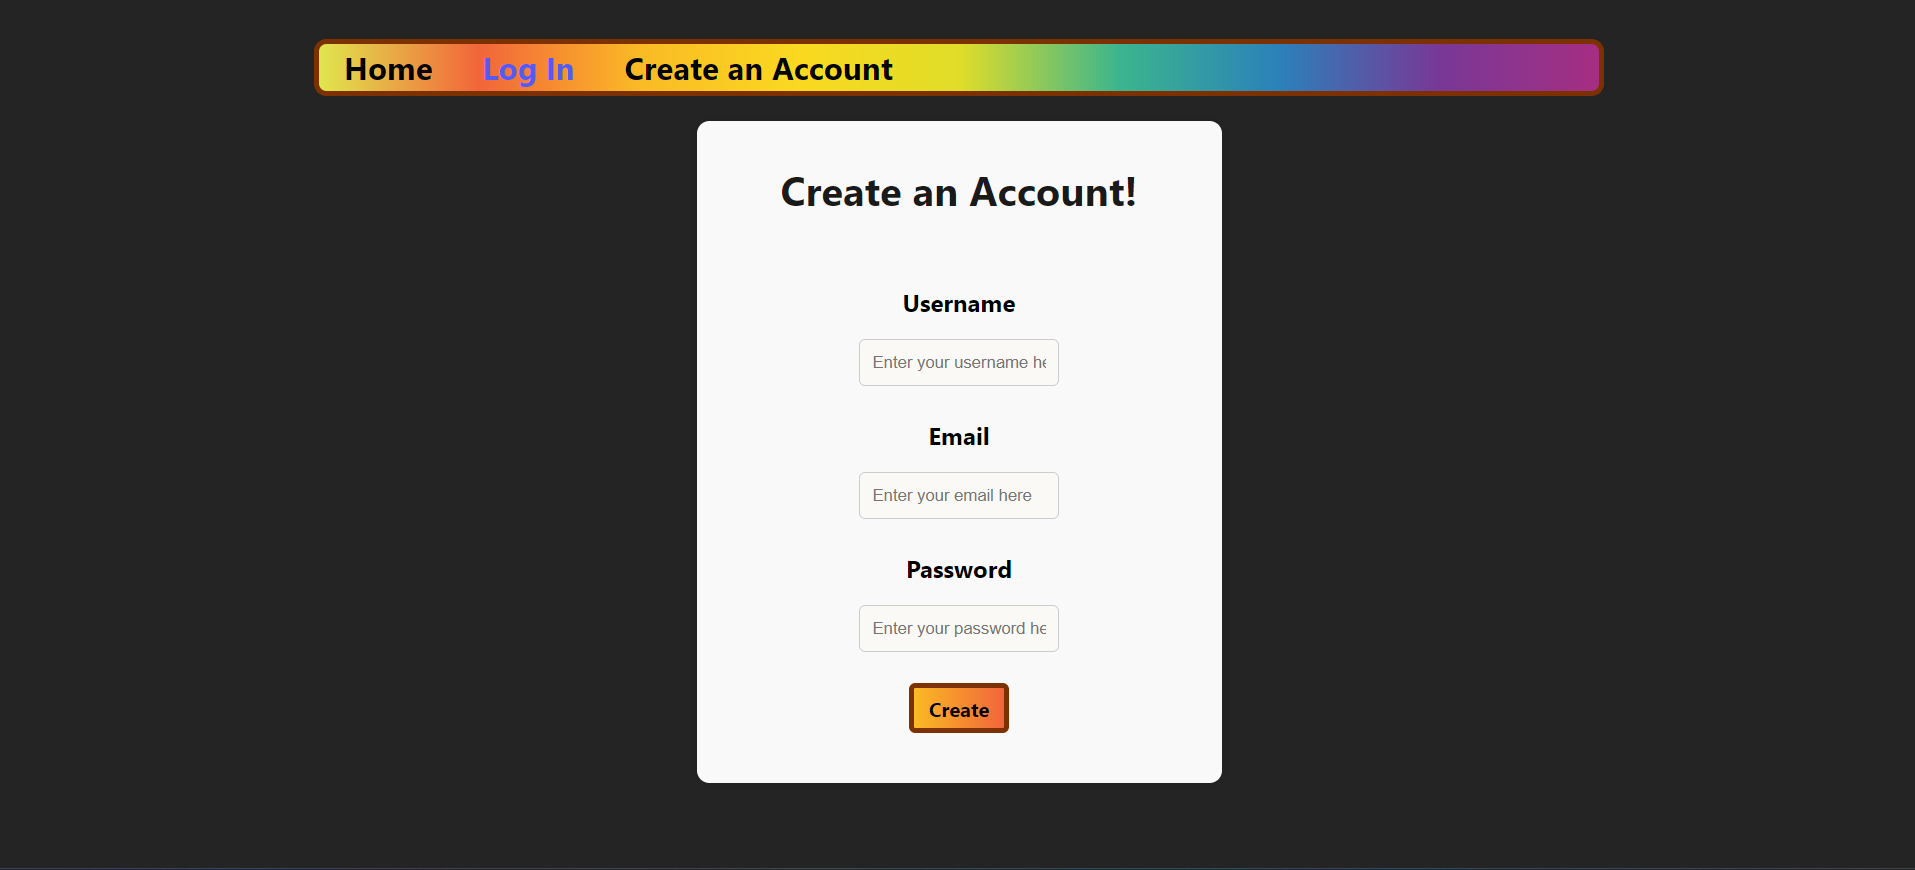 Home Log In Create an Account
Create an Account!
Username
Enter your username he
Email
Enter your email here
Password
Enter your password he
Create